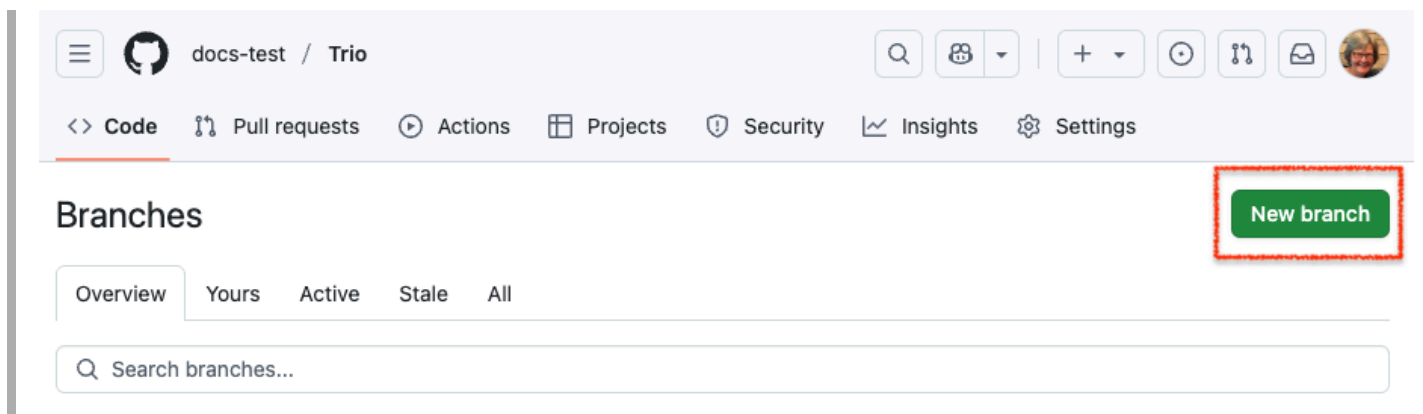 docs-test / Trio
<> Code Pull requests Actions Projects Security Insights Settings
Branches
New branch
Overview Yours Active Stale All
Search branches...